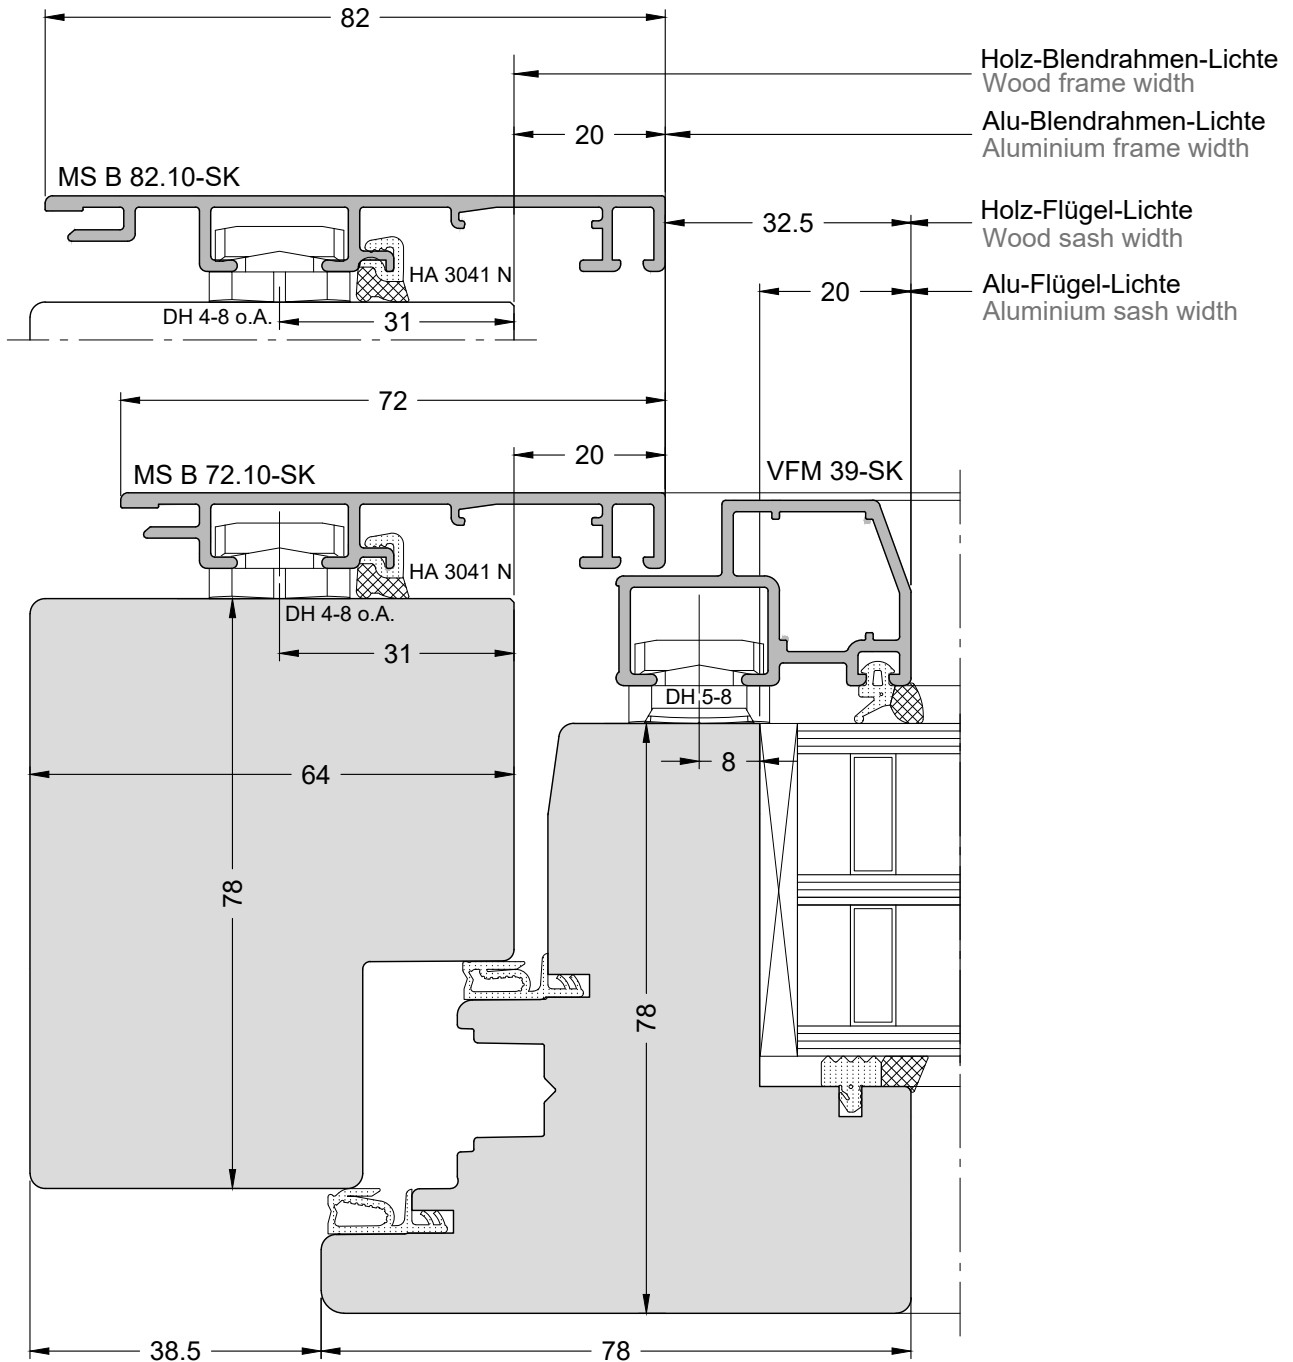 82
Holz-Blendrahmen-Lichte
Wood frame width
20
Alu-Blendrahmen-Lichte
Aluminium frame width
MS B 82.10-SK
32.5
Holz-Flügel-Lichte
Wood sash width
HA 3041 N
20
Alu-Flügel-Lichte
Aluminium sash width
DH 4-8 o.A.
31
72
20
MS B 72.10-SK
VFM 39-SK
HA 3041 N
DH 4-8 o.A.
31
DH 5-8
64
8
78
78
38.5
78